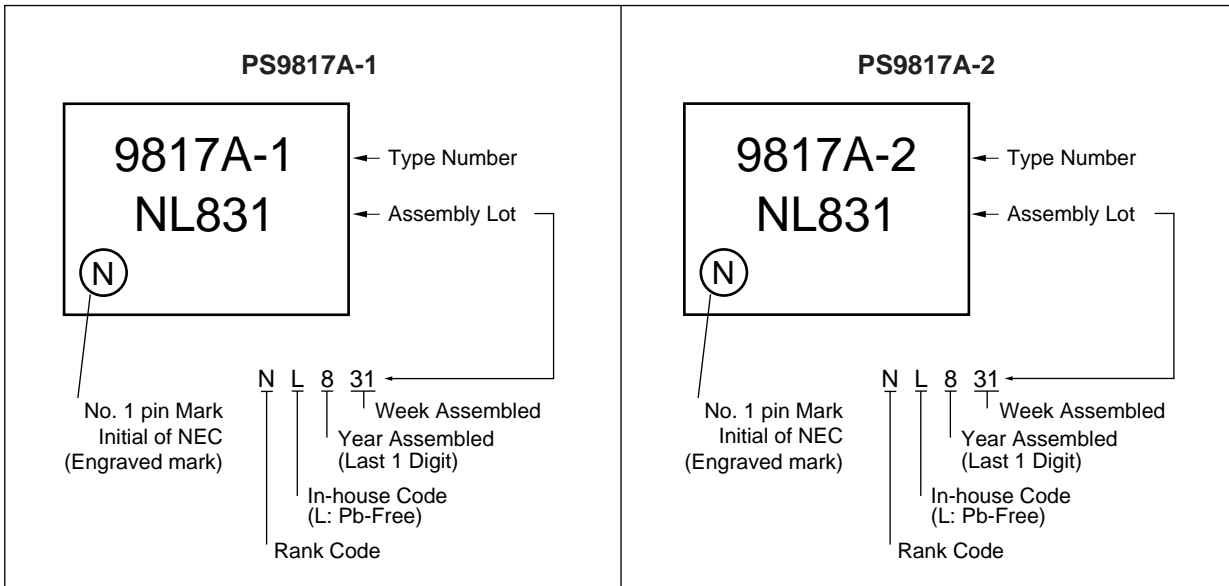 PS9817A-1
9817A-1
Type Number
NL831
Assembly Lot
N
N L 8 31
No. 1 pin Mark
Initial of NEC
(Engraved mark)
Week Assembled
Year Assembled
(Last 1 Digit)
In-house Code
(L: Pb-Free)
Rank Code
PS9817A-2
9817A-2
Type Number
NL831
Assembly Lot
N
N L 8 31
No. 1 pin Mark
Initial of NEC
(Engraved mark)
Week Assembled
Year Assembled
(Last 1 Digit)
In-house Code
(L: Pb-Free)
Rank Code